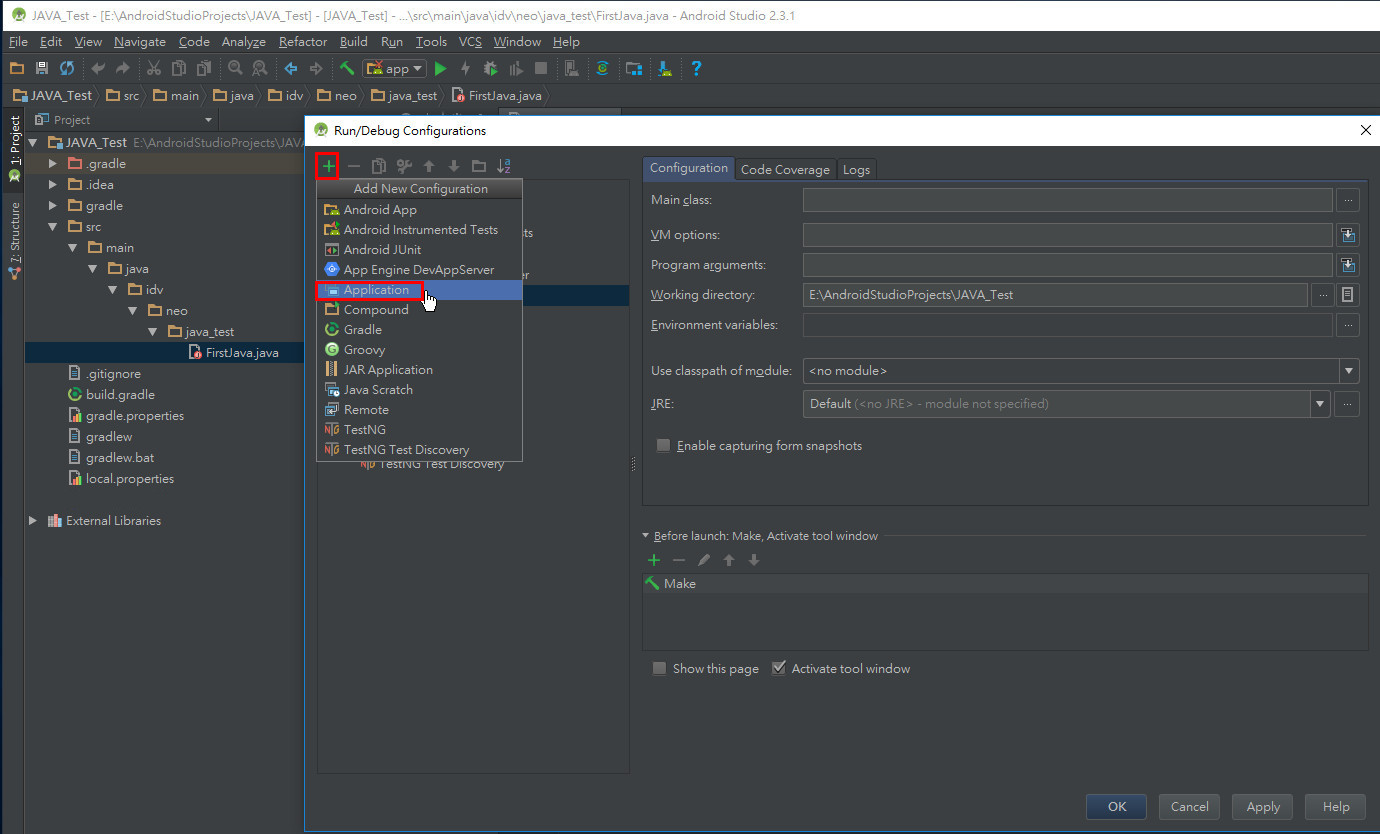 JAVA_Test - [E:\AndroidStudioProjects\JAVA_Test] - [JAVA_Test] - ...\src\main\java\idv\neo\java_test\FirstJava.java - Android Studio 2.3.1
File Edit View Navigate Code Analyze Refactor Build Run Tools VCS Window Help
app
JAVA_Test src main java idv neo java_test FirstJava.java
Project
1: Project
7: Structure
JAVA_Test E:\AndroidStudioProjects\JAVA
.gradle
.idea
gradle
src
main
java
idv
neo
java_test
FirstJava.java
.gitignore
build.gradle
gradle.properties
gradlew
gradlew.bat
local.properties
External Libraries
Run/Debug Configurations
Add New Configuration
Android App
Android Instrumented Tests
Android JUnit
App Engine DevAppServer
Application
Compound
Gradle
Groovy
JAR Application
Java Scratch
Remote
TestNG
TestNG Test Discovery
sts
er
TestNG Test Discovery
Configuration Code Coverage Logs
Main class:
VM options:
Program arguments:
Working directory: E:\AndroidStudioProjects\JAVA_Test
Environment variables:
Use classpath of module: <no module>
JRE: Default (<no JRE> - module not specified)
Enable capturing form snapshots
Before launch: Make, Activate tool window
Make
Show this page Activate tool window
OK Cancel Apply Help